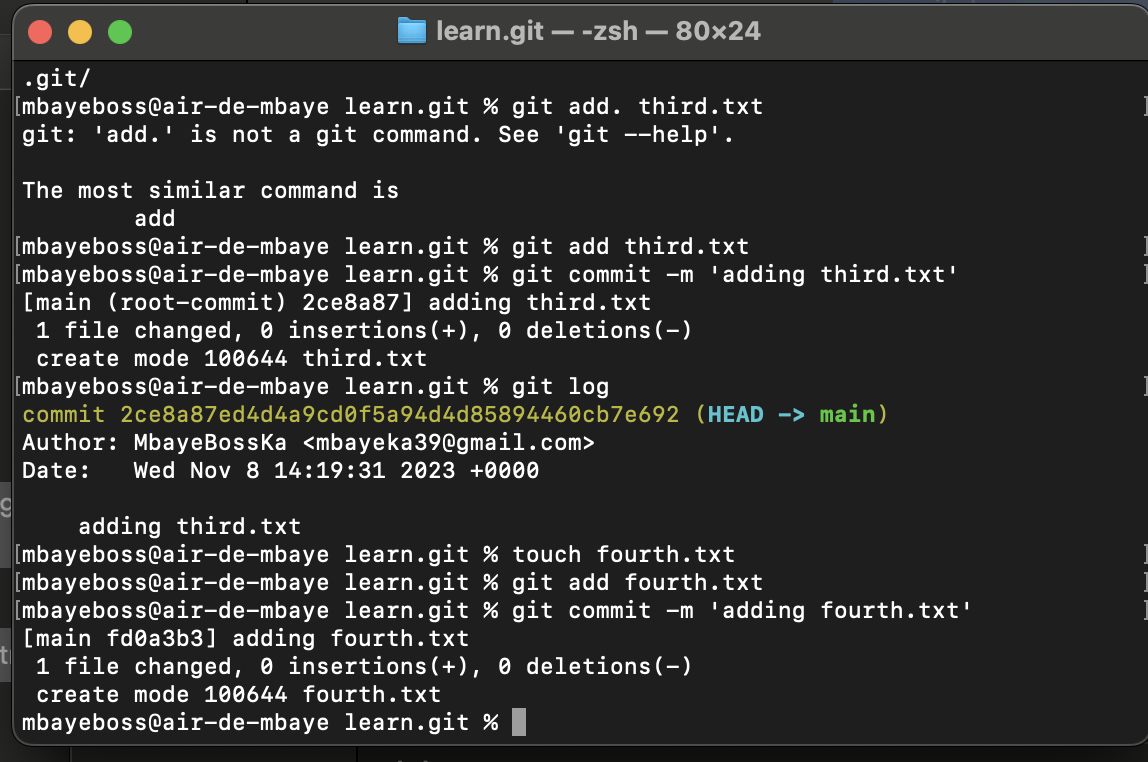 learn.git — -zsh — 80×24
.git/
[mbayeboss@air-de-mbaye learn.git % git add. third.txt ]
git: 'add.' is not a git command. See 'git --help'.
The most similar command is
add
[mbayeboss@air-de-mbaye learn.git % git add third.txt ]
[mbayeboss@air-de-mbaye learn.git % git commit -m 'adding third.txt' ]
[main (root-commit) 2ce8a87] adding third.txt
1 file changed, 0 insertions(+), 0 deletions(-)
create mode 100644 third.txt
[mbayeboss@air-de-mbaye learn.git % git log ]
commit 2ce8a87ed4d4a9cd0f5a94d4d85894460cb7e692 (HEAD -> main)
Author: MbayeBossKa <mbayeka39@gmail.com>
Date:   Wed Nov 8 14:19:31 2023 +0000
adding third.txt
[mbayeboss@air-de-mbaye learn.git % touch fourth.txt ]
[mbayeboss@air-de-mbaye learn.git % git add fourth.txt ]
[mbayeboss@air-de-mbaye learn.git % git commit -m 'adding fourth.txt' ]
[main fd0a3b3] adding fourth.txt
1 file changed, 0 insertions(+), 0 deletions(-)
create mode 100644 fourth.txt
mbayeboss@air-de-mbaye learn.git %